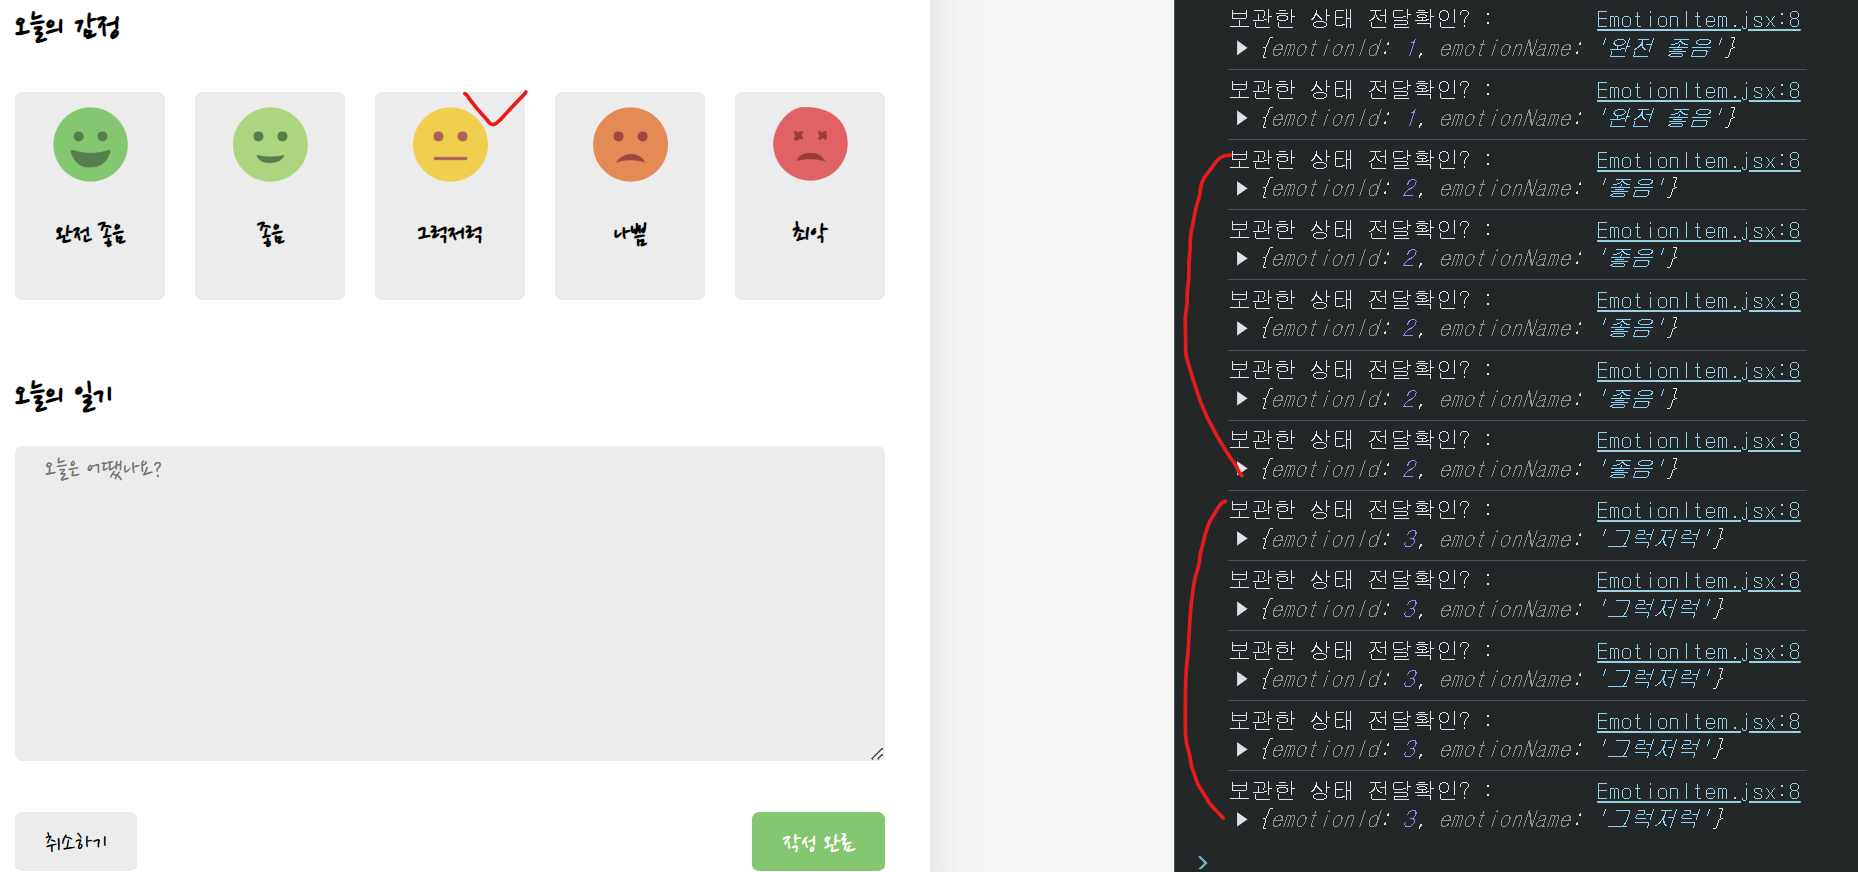 오늘의 감정
완전 좋음
좋음
그럭저럭
나쁨
최악
오늘의 일기
오늘은 어땠나요?
취소하기
작성 완료
보관한 상태 전달확인? : EmotionItem.jsx:8
▶ {emotionId: 1, emotionName: '완전 좋음'}
보관한 상태 전달확인? : EmotionItem.jsx:8
▶ {emotionId: 1, emotionName: '완전 좋음'}
보관한 상태 전달확인? : EmotionItem.jsx:8
▶ {emotionId: 2, emotionName: '좋음'}
보관한 상태 전달확인? : EmotionItem.jsx:8
▶ {emotionId: 2, emotionName: '좋음'}
보관한 상태 전달확인? : EmotionItem.jsx:8
▶ {emotionId: 2, emotionName: '좋음'}
보관한 상태 전달확인? : EmotionItem.jsx:8
▶ {emotionId: 2, emotionName: '좋음'}
보관한 상태 전달확인? : EmotionItem.jsx:8
▶ {emotionId: 2, emotionName: '좋음'}
보관한 상태 전달확인? : EmotionItem.jsx:8
▶ {emotionId: 3, emotionName: '그럭저럭'}
보관한 상태 전달확인? : EmotionItem.jsx:8
▶ {emotionId: 3, emotionName: '그럭저럭'}
보관한 상태 전달확인? : EmotionItem.jsx:8
▶ {emotionId: 3, emotionName: '그럭저럭'}
보관한 상태 전달확인? : EmotionItem.jsx:8
▶ {emotionId: 3, emotionName: '그럭저럭'}
보관한 상태 전달확인? : EmotionItem.jsx:8
▶ {emotionId: 3, emotionName: '그럭저럭'}